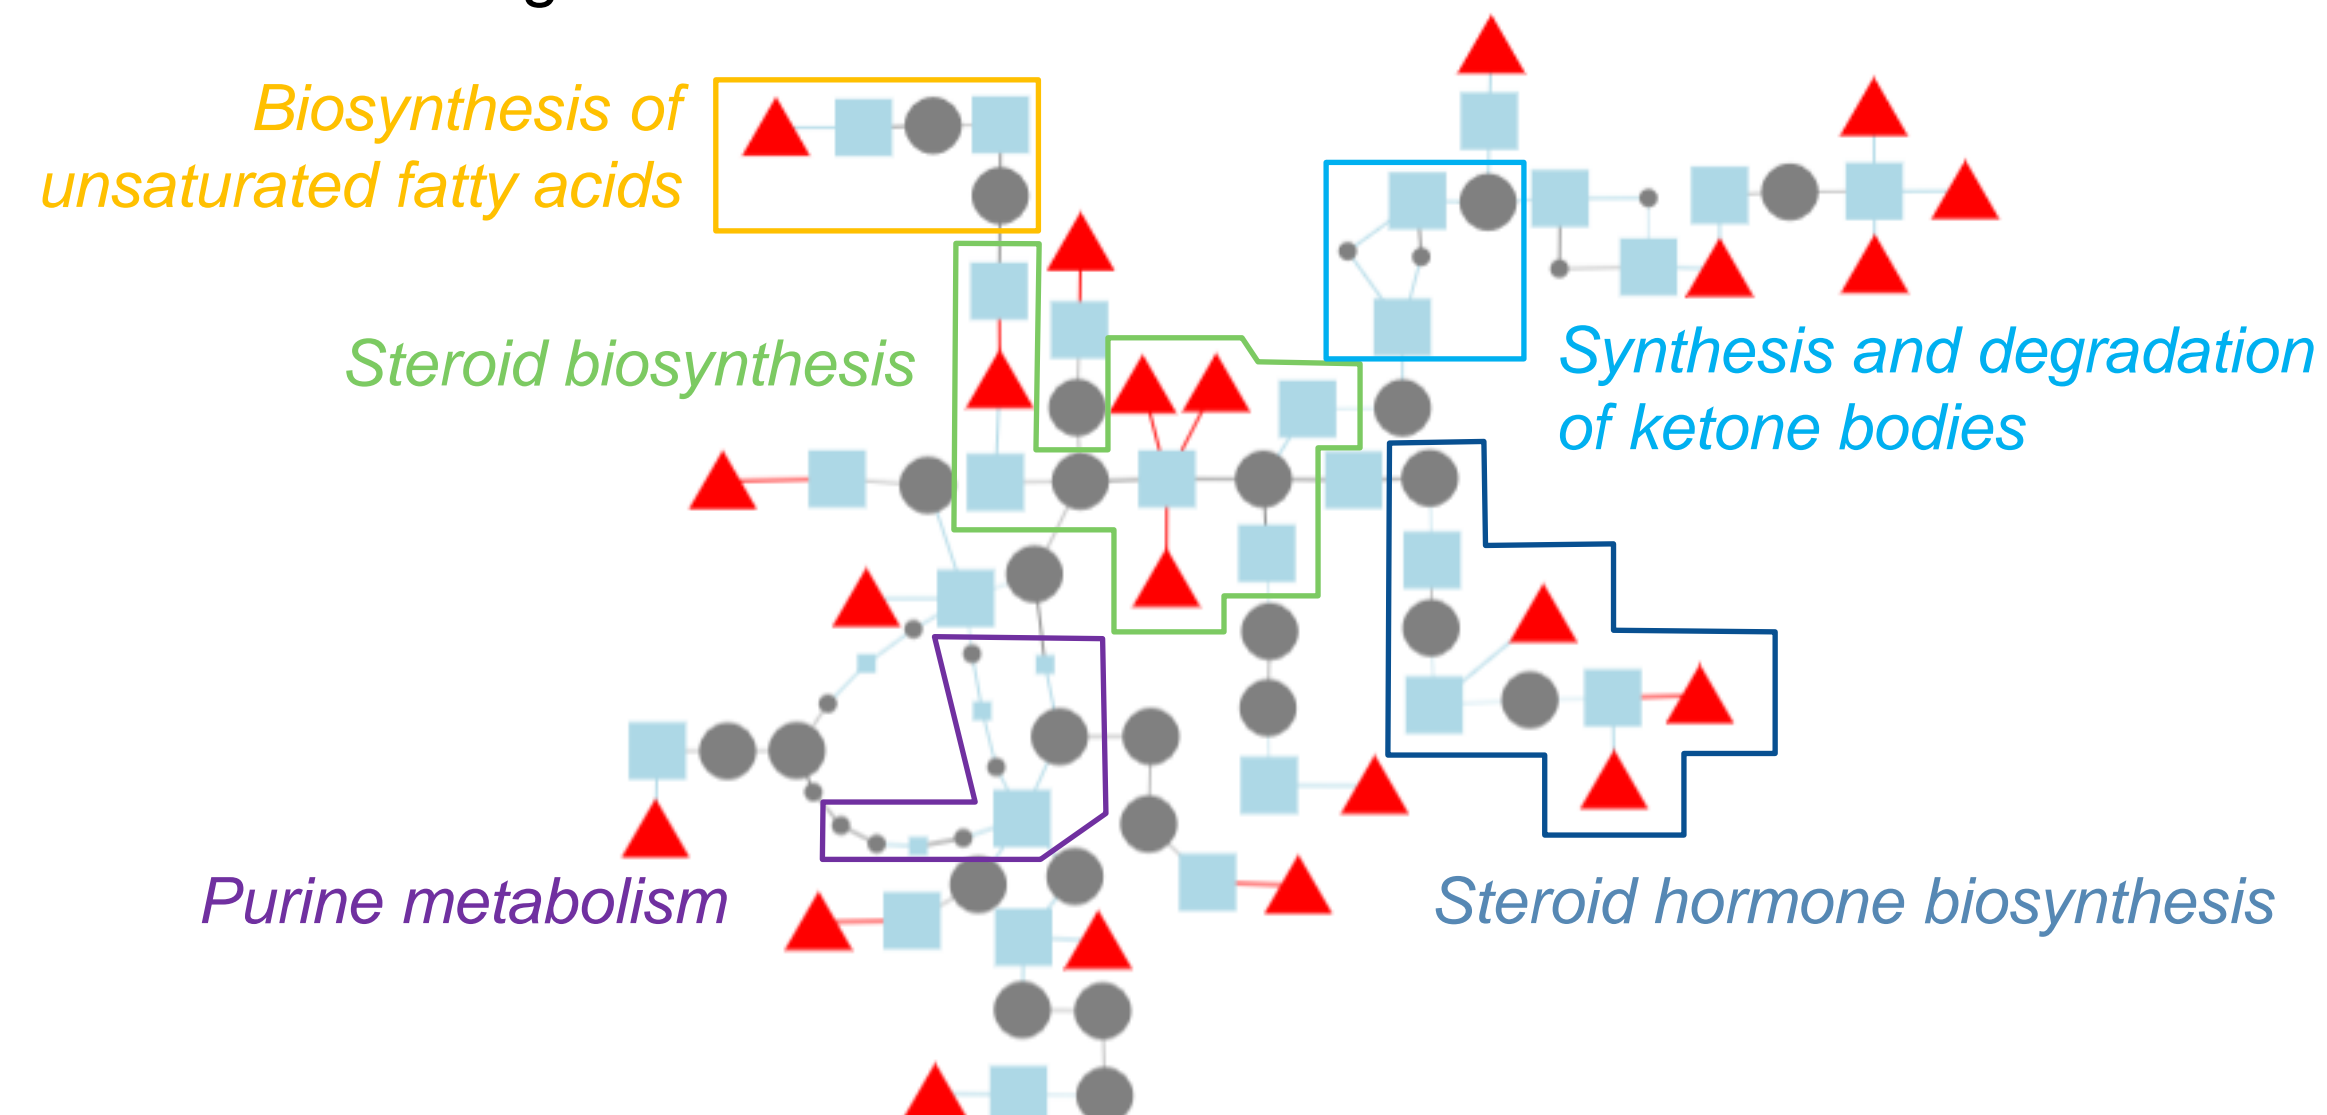 Biosynthesis of
unsaturated fatty acids
Steroid biosynthesis
Synthesis and degradation
of ketone bodies
Purine metabolism
Steroid hormone biosynthesis